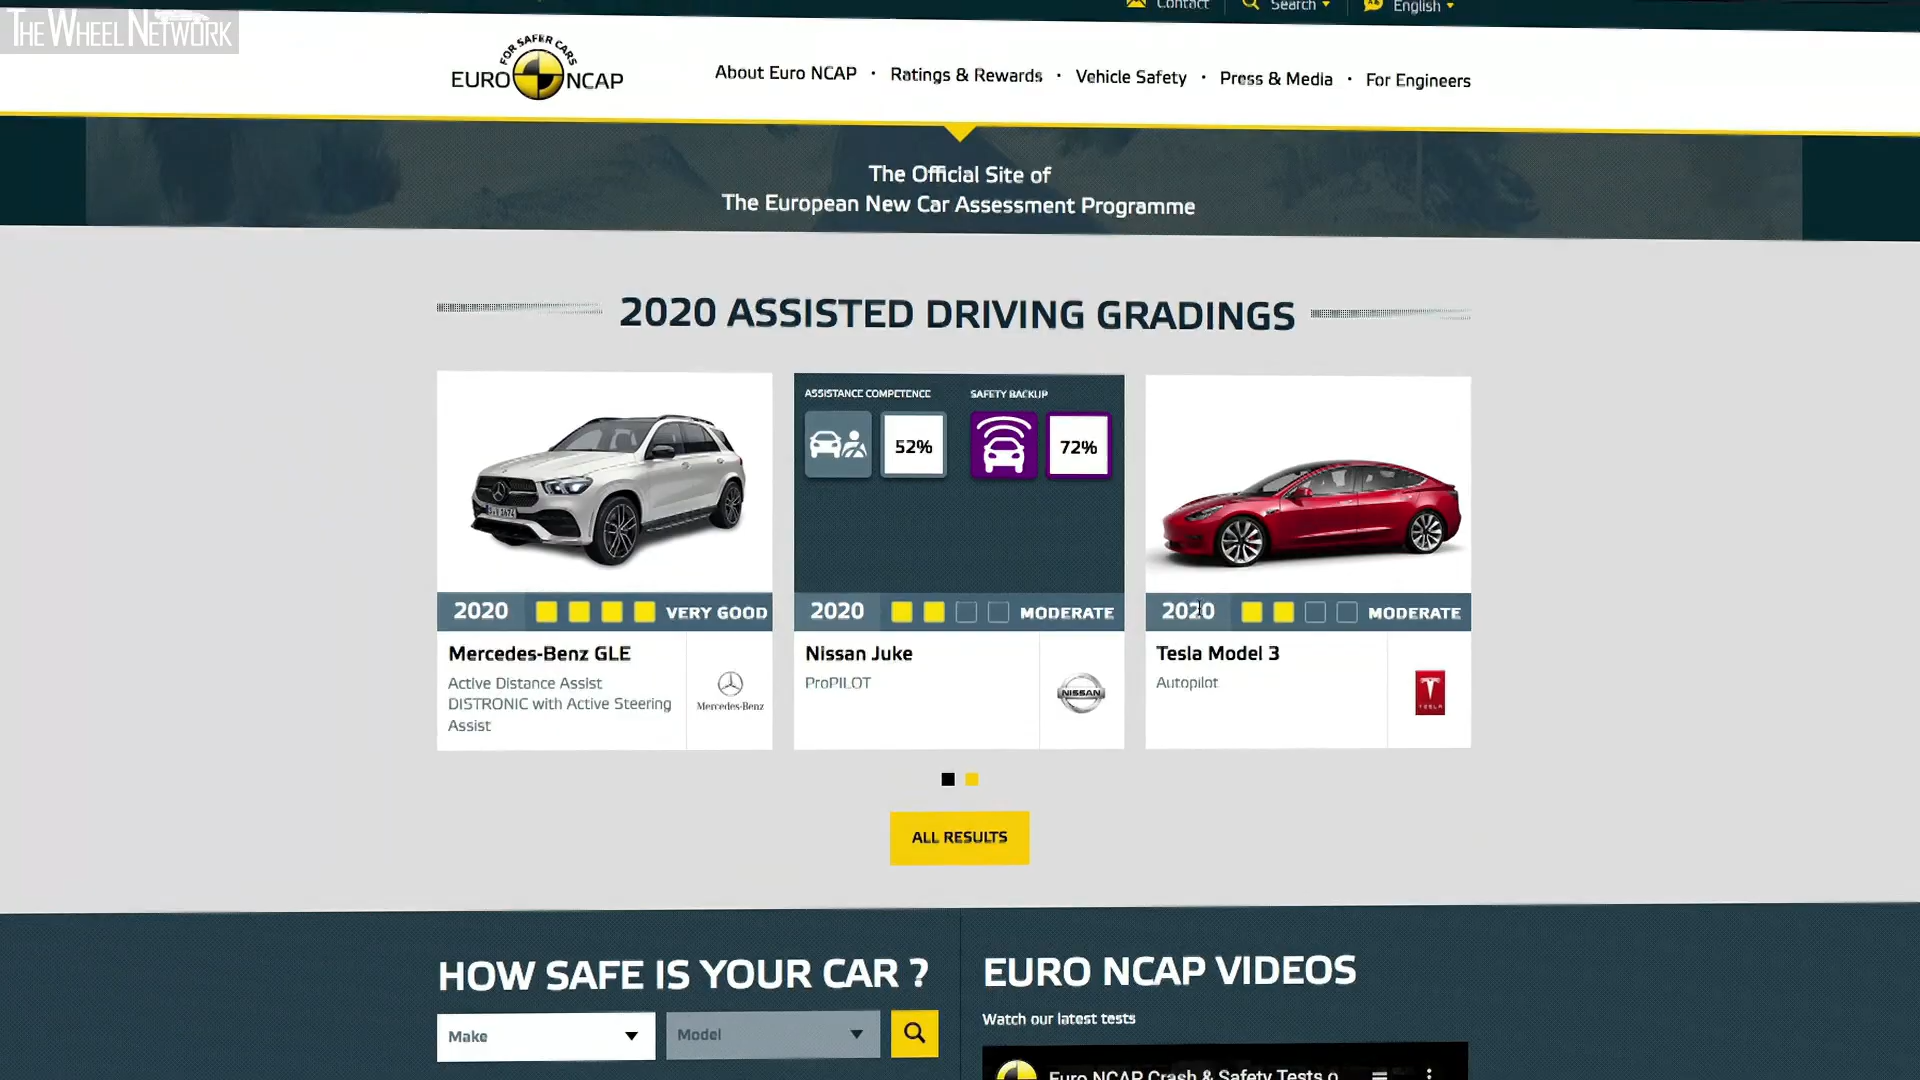 THE WHEEL NETWORK
Contact
Search
English
FOR SAFER CARS
EURO NCAP
About Euro NCAP · Ratings & Rewards · Vehicle Safety · Press & Media · For Engineers
The Official Site of
The European New Car Assessment Programme
2020 ASSISTED DRIVING GRADINGS
2020 VERY GOOD
Mercedes-Benz GLE
Active Distance Assist
DISTRONIC with Active Steering
Assist
Mercedes-Benz
ASSISTANCE COMPETENCE
52%
SAFETY BACKUP
72%
2020 MODERATE
Nissan Juke
ProPILOT
NISSAN
2020 MODERATE
Tesla Model 3
Autopilot
TESLA
ALL RESULTS
HOW SAFE IS YOUR CAR ?
Make
Model
EURO NCAP VIDEOS
Watch our latest tests
Euro NCAP Crash & Safety Tests o